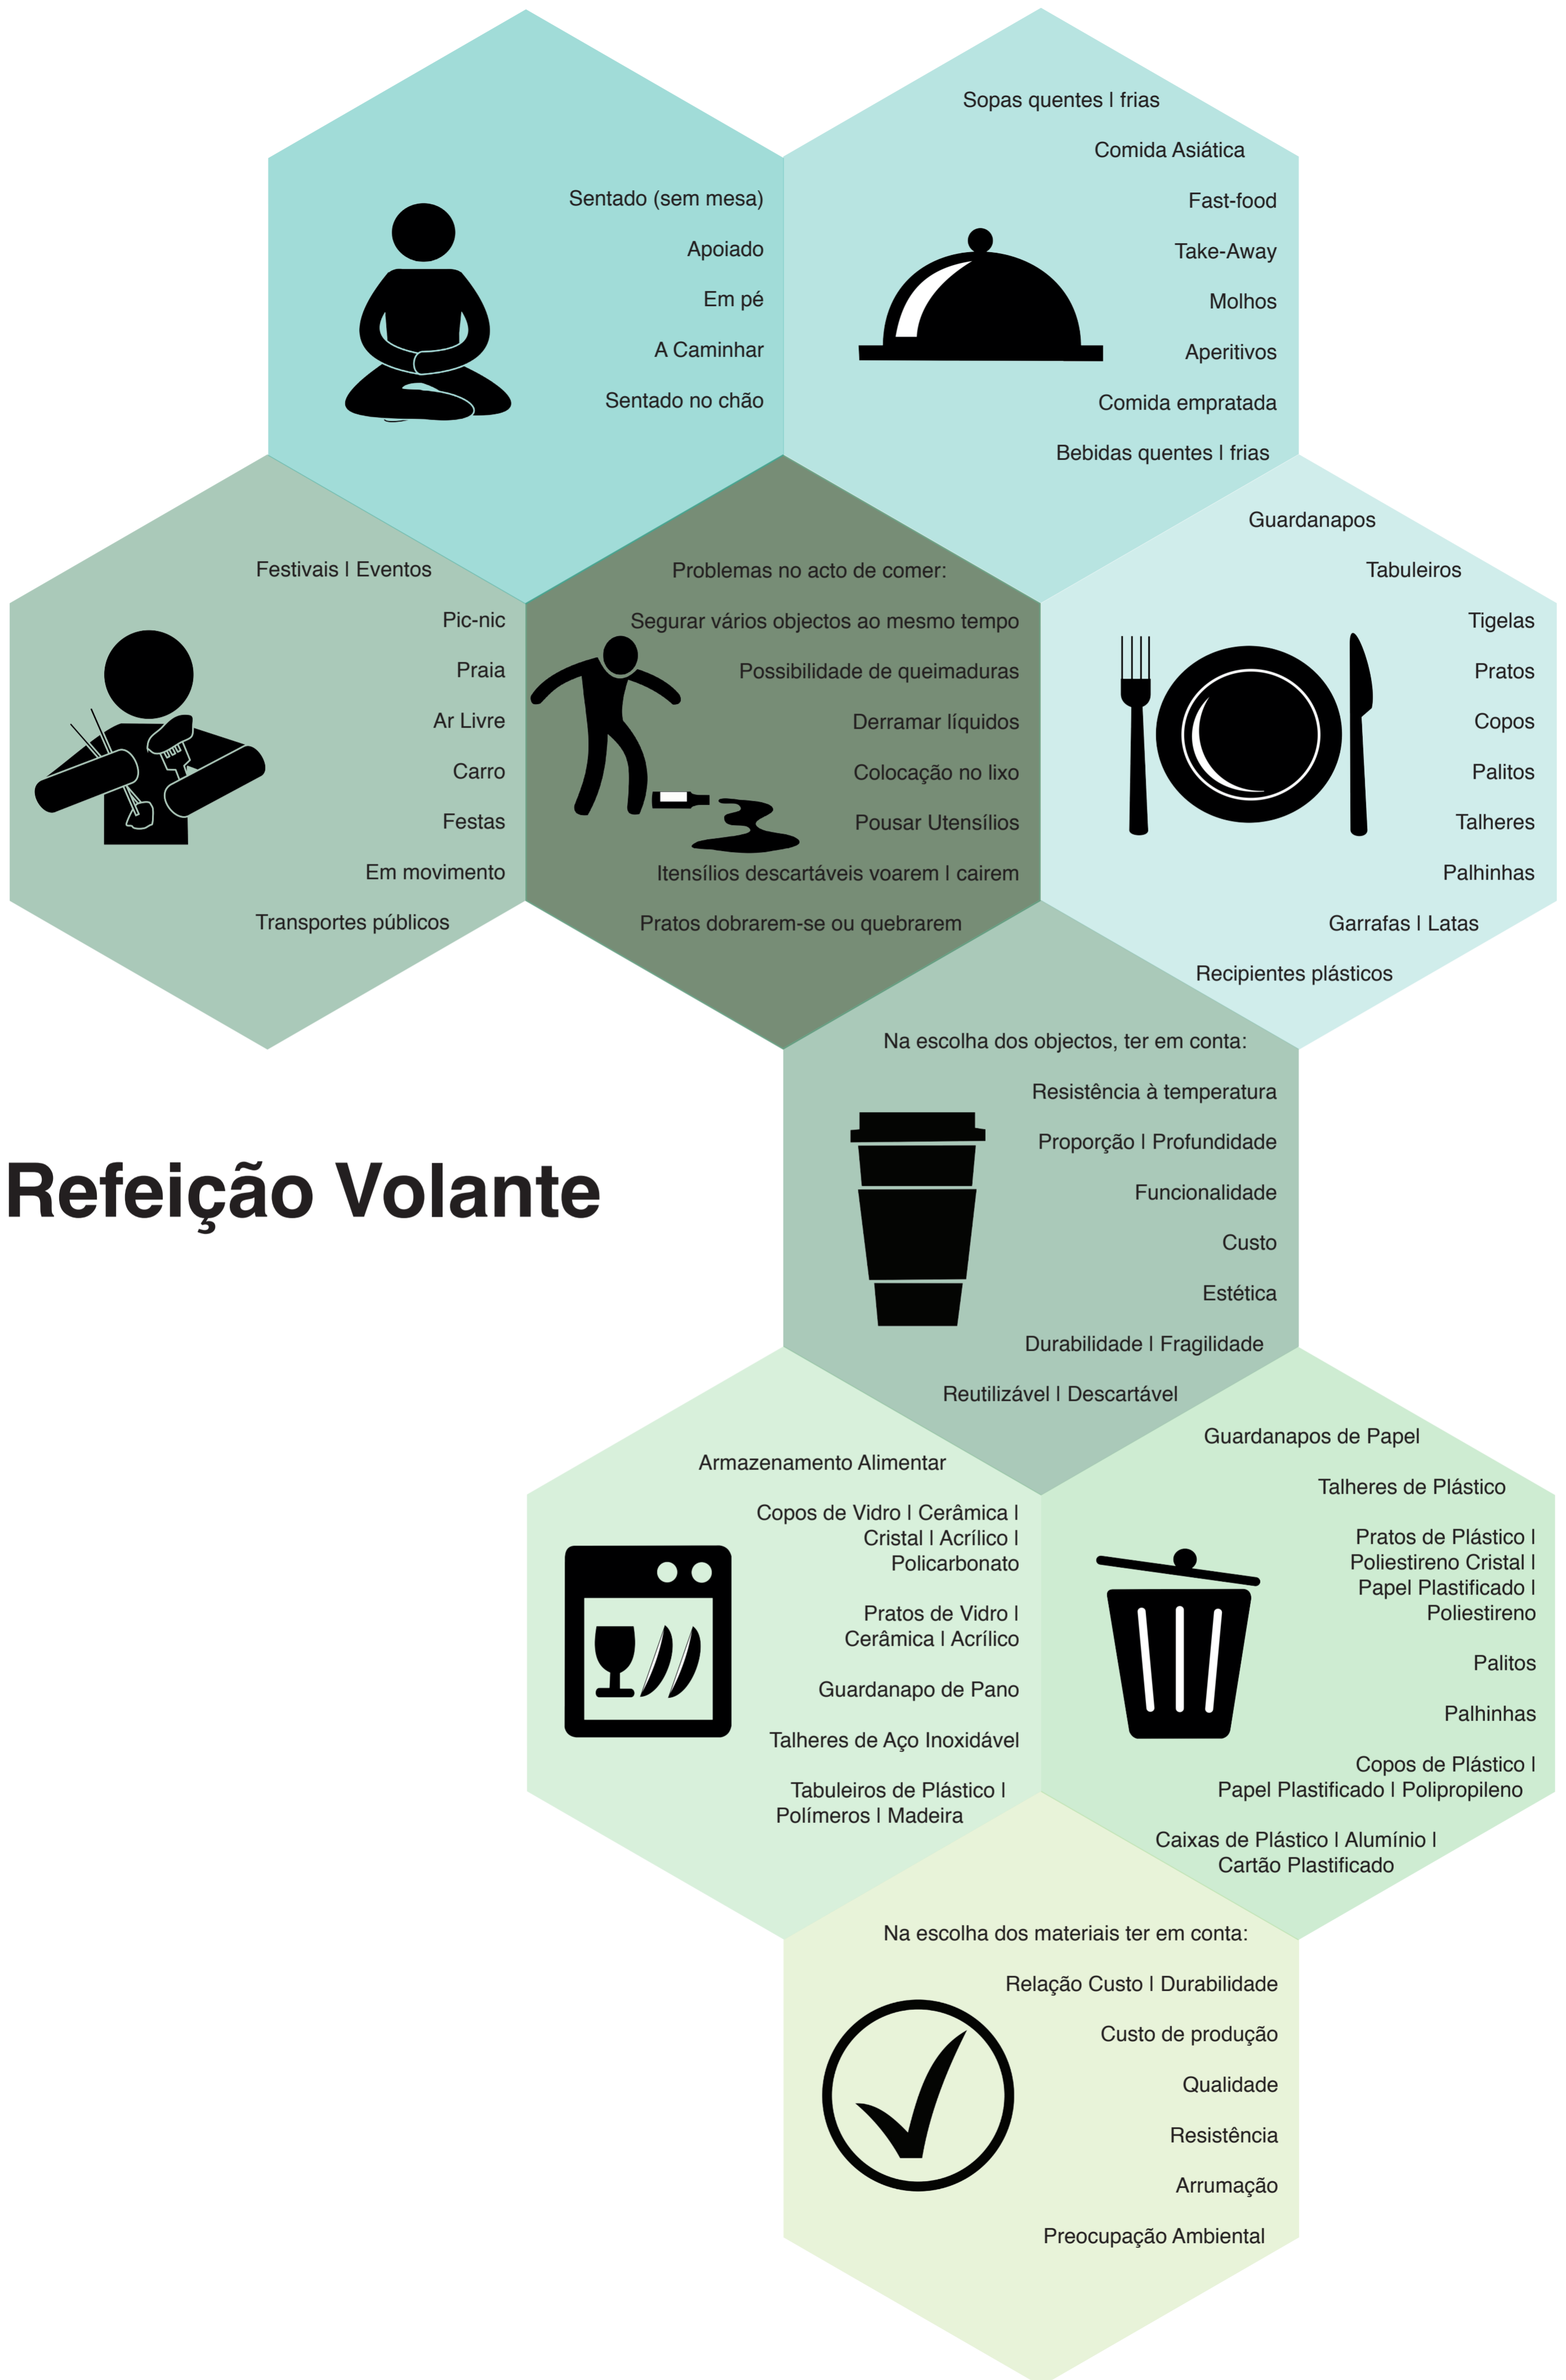 Sentado (sem mesa)
Apoiado
Em pé
A Caminhar
Sentado no chão
Sopas quentes | frias
Comida Asiática
Fast-food
Take-Away
Molhos
Aperitivos
Comida empratada
Bebidas quentes | frias
Festivais | Eventos
Pic-nic
Praia
Ar Livre
Carro
Festas
Em movimento
Transportes públicos
Problemas no acto de comer:
Segurar vários objectos ao mesmo tempo
Possibilidade de queimaduras
Derramar líquidos
Colocação no lixo
Pousar Utensílios
Itensílios descartáveis voarem | cairem
Pratos dobrarem-se ou quebrarem
Guardanapos
Tabuleiros
Tigelas
Pratos
Copos
Palitos
Talheres
Palhinhas
Garrafas | Latas
Recipientes plásticos
Refeição Volante
Na escolha dos objectos, ter em conta:
Resistência à temperatura
Proporção | Profundidade
Funcionalidade
Custo
Estética
Durabilidade | Fragilidade
Reutilizável | Descartável
Armazenamento Alimentar
Copos de Vidro | Cerâmica |
Cristal | Acrílico |
Policarbonato
Pratos de Vidro |
Cerâmica | Acrílico
Guardanapo de Pano
Talheres de Aço Inoxidável
Tabuleiros de Plástico |
Polímeros | Madeira
Guardanapos de Papel
Talheres de Plástico
Pratos de Plástico |
Poliestireno Cristal |
Papel Plastificado |
Poliestireno
Palitos
Palhinhas
Copos de Plástico |
Papel Plastificado | Polipropileno
Caixas de Plástico | Alumínio |
Cartão Plastificado
Na escolha dos materiais ter em conta:
Relação Custo | Durabilidade
Custo de produção
Qualidade
Resistência
Arrumação
Preocupação Ambiental